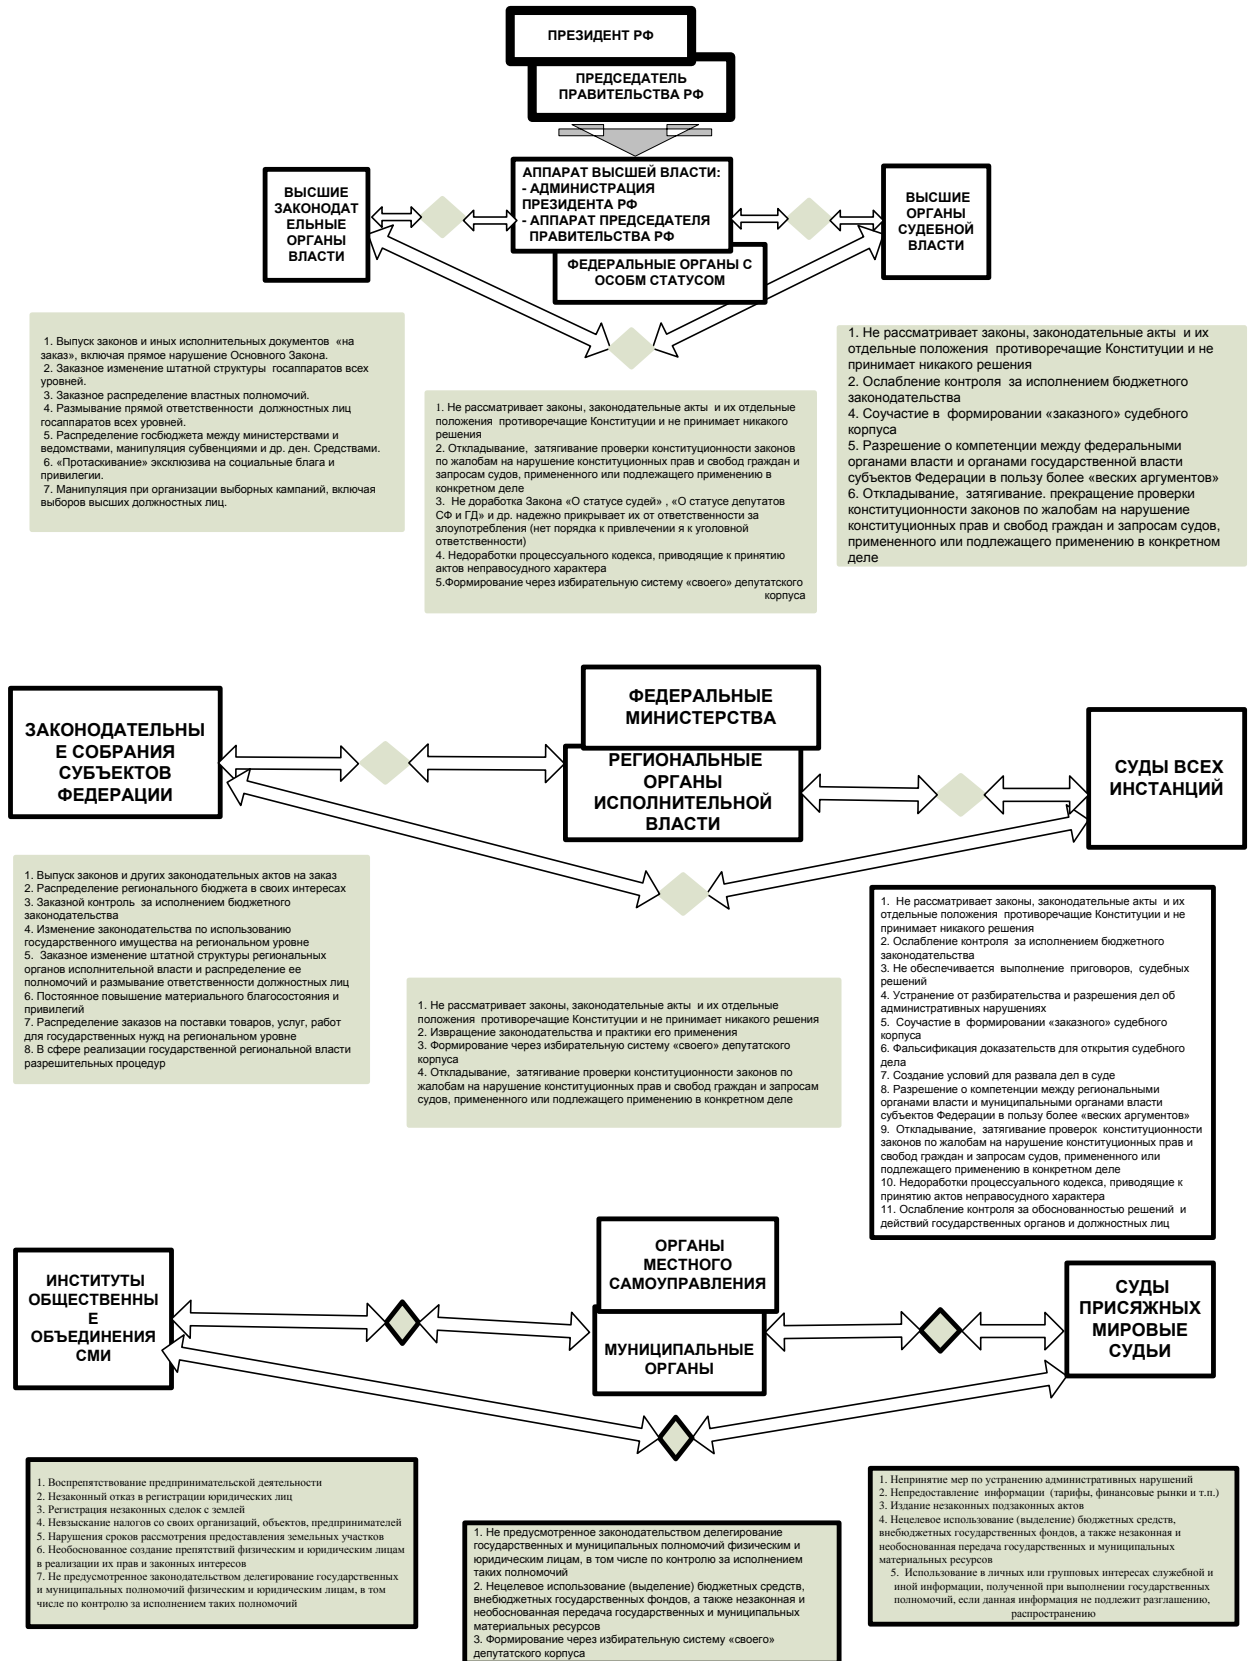 ПРЕЗИДЕНТ РФ
ПРЕДСЕДАТЕЛЬ
ПРАВИТЕЛЬСТВА РФ
ВЫСШИЕ
ЗАКОНОДАТ
ЕЛЬНЫЕ
ОРГАНЫ
ВЛАСТИ
АППАРАТ ВЫСШЕЙ ВЛАСТИ:
- АДМИНИСТРАЦИЯ
ПРЕЗИДЕНТА РФ
- АППАРАТ ПРЕДСЕДАТЕЛЯ
ПРАВИТЕЛЬСТВА РФ
ФЕДЕРАЛЬНЫЕ ОРГАНЫ С
ОСОБМ СТАТУСОМ
ВЫСШИЕ
ОРГАНЫ
СУДЕБНОЙ
ВЛАСТИ
1. Выпуск законов и иных исполнительных документов «на
заказ», включая прямое нарушение Основного Закона.
2. Заказное изменение штатной структуры госаппаратов всех
уровней.
3. Заказное распределение властных полномочий.
4. Размывание прямой ответственности должностных лиц
госаппаратов всех уровней.
5. Распределение госбюджета между министерствами и
ведомствами, манипуляция субвенциями и др. ден. Средствами.
6. «Протаскивание» эксклюзива на социальные блага и
привилегии.
7. Манипуляция при организации выборных кампаний, включая
выборов высших должностных лиц.
1. Не рассматривает законы, законодательные акты и их отдельные
положения противоречащие Конституции и не принимает никакого
решения
2. Откладывание, затягивание проверки конституционности законов
по жалобам на нарушение конституционных прав и свобод граждан и
запросам судов, примененного или подлежащего применению в
конкретном деле
3. Не доработка Закона «О статусе судей» , «О статусе депутатов
СФ и ГД» и др. надежно прикрывает их от ответственности за
злоупотребления (нет порядка к привлечении я к уголовной
ответственности)
4. Недоработки процессуального кодекса, приводящие к принятию
актов неправосудного характера
5.Формирование через избирательную систему «своего» депутатского
корпуса
1. Не рассматривает законы, законодательные акты и их
отдельные положения противоречащие Конституции и не
принимает никакого решения
2. Ослабление контроля за исполнением бюджетного
законодательства
4. Соучастие в формировании «заказного» судебного
корпуса
5. Разрешение о компетенции между федеральными
органами власти и органами государственной власти
субъектов Федерации в пользу более «веских аргументов»
6. Откладывание, затягивание. прекращение проверки
конституционности законов по жалобам на нарушение
конституционных прав и свобод граждан и запросам судов,
примененного или подлежащего применению в конкретном
деле
ЗАКОНОДАТЕЛЬНЫ
Е СОБРАНИЯ
СУБЪЕКТОВ
ФЕДЕРАЦИИ
ФЕДЕРАЛЬНЫЕ
МИНИСТЕРСТВА
РЕГИОНАЛЬНЫЕ
ОРГАНЫ
ИСПОЛНИТЕЛЬНОЙ
ВЛАСТИ
СУДЫ ВСЕХ
ИНСТАНЦИЙ
1. Выпуск законов и других законодательных актов на заказ
2. Распределение регионального бюджета в своих интересах
3. Заказной контроль за исполнением бюджетного
законодательства
4. Изменение законодательства по использованию
государственного имущества на региональном уровне
5. Заказное изменение штатной структуры региональных
органов исполнительной власти и распределение ее
полномочий и размывание ответственности должностных лиц
6. Постоянное повышение материального благосостояния и
привилегий
7. Распределение заказов на поставки товаров, услуг, работ
для государственных нужд на региональном уровне
8. В сфере реализации государственной региональной власти
разрешительных процедур
1. Не рассматривает законы, законодательные акты и их отдельные
положения противоречащие Конституции и не принимает никакого решения
2. Извращение законодательства и практики его применения
3. Формирование через избирательную систему «своего» депутатского
корпуса
4. Откладывание, затягивание проверки конституционности законов по
жалобам на нарушение конституционных прав и свобод граждан и запросам
судов, примененного или подлежащего применению в конкретном деле
1. Не рассматривает законы, законодательные акты и их
отдельные положения противоречащие Конституции и не
принимает никакого решения
2. Ослабление контроля за исполнением бюджетного
законодательства
3. Не обеспечивается выполнение приговоров, судебных
решений
4. Устранение от разбирательства и разрешения дел об
административных нарушениях
5. Соучастие в формировании «заказного» судебного
корпуса
6. Фальсификация доказательств для открытия судебного
дела
7. Создание условий для развала дел в суде
8. Разрешение о компетенции между региональными
органами власти и муниципальными органами власти
субъектов Федерации в пользу более «веских аргументов»
9. Откладывание, затягивание проверок конституционности
законов по жалобам на нарушение конституционных прав и
свобод граждан и запросам судов, примененного или
подлежащего применению в конкретном деле
10. Недоработки процессуального кодекса, приводящие к
принятию актов неправосудного характера
11. Ослабление контроля за обоснованностью решений и
действий государственных органов и должностных лиц
ИНСТИТУТЫ
ОБЩЕСТВЕННЫ
Е
ОБЪЕДИНЕНИЯ
СМИ
ОРГАНЫ
МЕСТНОГО
САМОУПРАВЛЕНИЯ
МУНИЦИПАЛЬНЫЕ
ОРГАНЫ
СУДЫ
ПРИСЯЖНЫХ
МИРОВЫЕ
СУДЬИ
1. Воспрепятствование предпринимательской деятельности
2. Незаконный отказ в регистрации юридических лиц
3. Регистрация незаконных сделок с землей
4. Невзыскание налогов со своих организаций, объектов, предпринимателей
5. Нарушения сроков рассмотрения предоставления земельных участков
6. Необоснованное создание препятствий физическим и юридическим лицам
в реализации их прав и законных интересов
7. Не предусмотренное законодательством делегирование государственных
и муниципальных полномочий физическим и юридическим лицам, в том
числе по контролю за исполнением таких полномочий
1. Не предусмотренное законодательством делегирование
государственных и муниципальных полномочий физическим и
юридическим лицам, в том числе по контролю за исполнением
таких полномочий
2. Нецелевое использование (выделение) бюджетных средств,
внебюджетных государственных фондов, а также незаконная и
необоснованная передача государственных и муниципальных
материальных ресурсов
3. Формирование через избирательную систему «своего»
депутатского корпуса
1. Непринятие мер по устранению административных нарушений
2. Непредоставление информации (тарифы, финансовые рынки и т.п.)
3. Издание незаконных подзаконных актов
4. Нецелевое использование (выделение) бюджетных средств,
внебюджетных государственных фондов, а также незаконная и
необоснованная передача государственных и муниципальных
материальных ресурсов
5. Использование в личных или групповых интересах служебной и
иной информации, полученной при выполнении государственных
полномочий, если данная информация не подлежит разглашению,
распространению